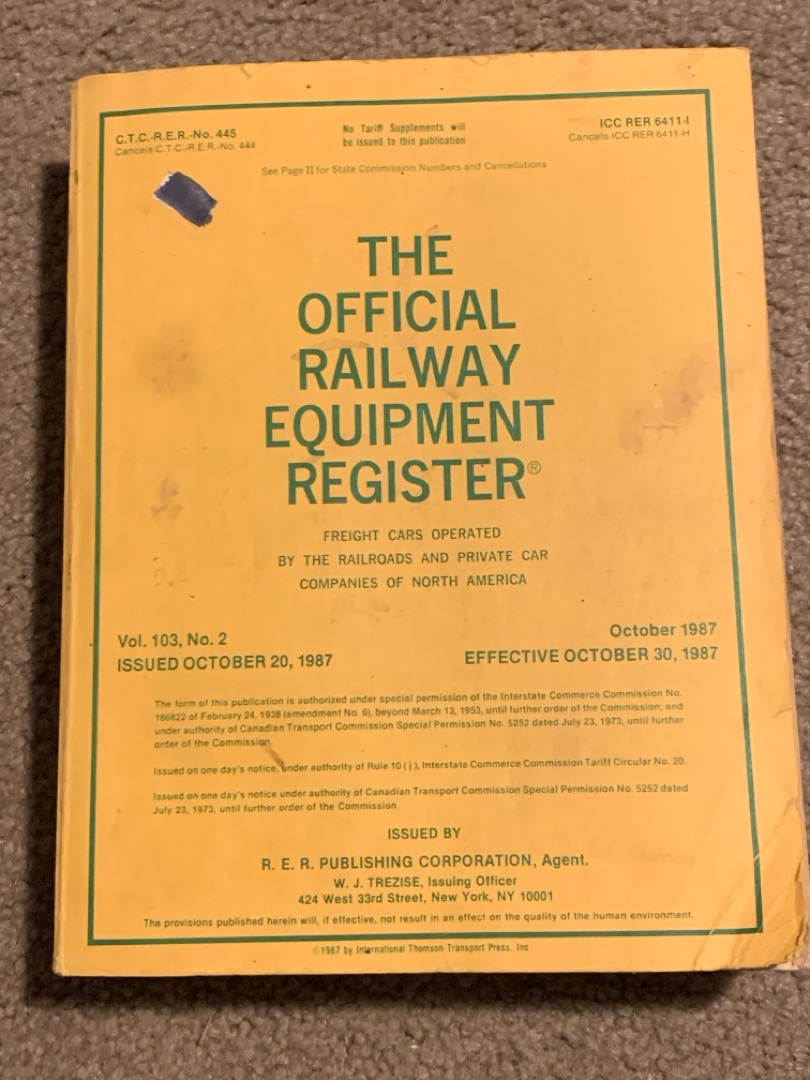 C.T.C.-R.E.R.-No. 445
Cancels C.T.C.-R.E.R.-No. 444
No Tariff Supplements will
be issued to this publication
ICC RER 6411-I
Cancels ICC RER 6411-H
See Page II for State Commission Numbers and Cancellations
THE
OFFICIAL
RAILWAY
EQUIPMENT
REGISTER®
FREIGHT CARS OPERATED
BY THE RAILROADS AND PRIVATE CAR
COMPANIES OF NORTH AMERICA
Vol. 103, No. 2
ISSUED OCTOBER 20, 1987
October 1987
EFFECTIVE OCTOBER 30, 1987
The form of this publication is authorized under special permission of the Interstate Commerce Commission No.
166822 of February 24, 1938 (amendment No. 6), beyond March 13, 1953, until further order of the Commission; and
under authority of Canadian Transport Commission Special Permission No. 5252 dated July 23, 1973, until further
order of the Commission.
Issued on one day's notice, under authority of Rule 10 (j), Interstate Commerce Commission Tariff Circular No. 20.
Issued on one day's notice under authority of Canadian Transport Commission Special Permission No. 5252 dated
July 23, 1973, until further order of the Commission.
ISSUED BY
R. E. R. PUBLISHING CORPORATION, Agent.
W. J. TREZISE, Issuing Officer
424 West 33rd Street, New York, NY 10001
The provisions published herein will, if effective, not result in an effect on the quality of the human environment.
©1987 by International Thomson Transport Press, Inc.